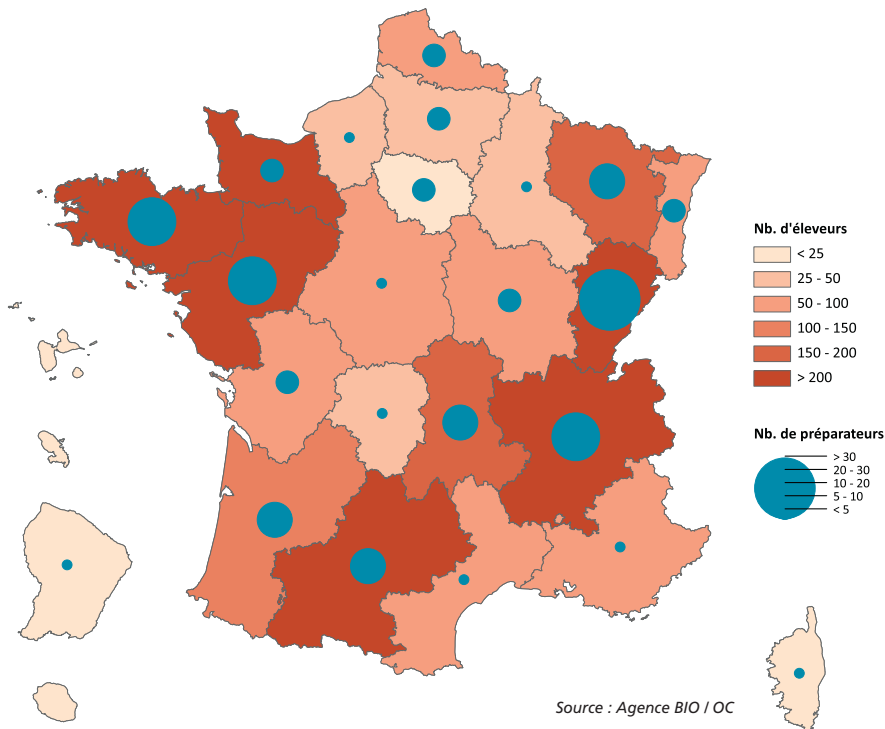 Nb. d'éleveurs
< 25
25 - 50
50 - 100
100 - 150
150 - 200
> 200
Nb. de préparateurs
> 30
20 - 30
10 - 20
5 - 10
< 5
Source : Agence BIO / OC